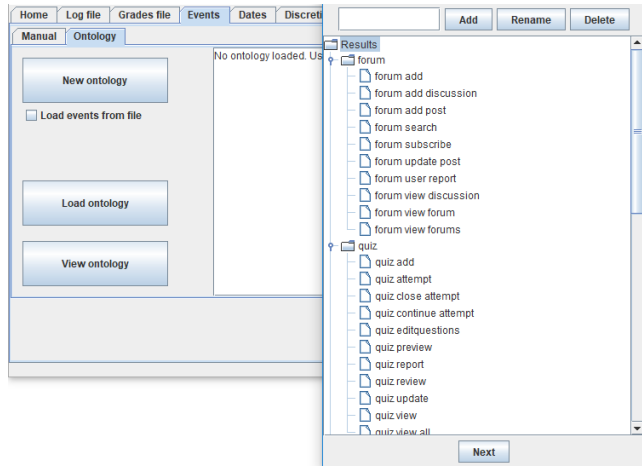 Home Log file Grades file Events Dates Discreti
Manual Ontology
New ontology
Load events from file
Load ontology
View ontology
No ontology loaded. Us
Add Rename Delete
Results
forum
forum add
forum add discussion
forum add post
forum search
forum subscribe
forum update post
forum user report
forum view discussion
forum view forum
forum view forums
quiz
quiz add
quiz attempt
quiz close attempt
quiz continue attempt
quiz editquestions
quiz preview
quiz report
quiz review
quiz update
quiz view
quiz view all
Next